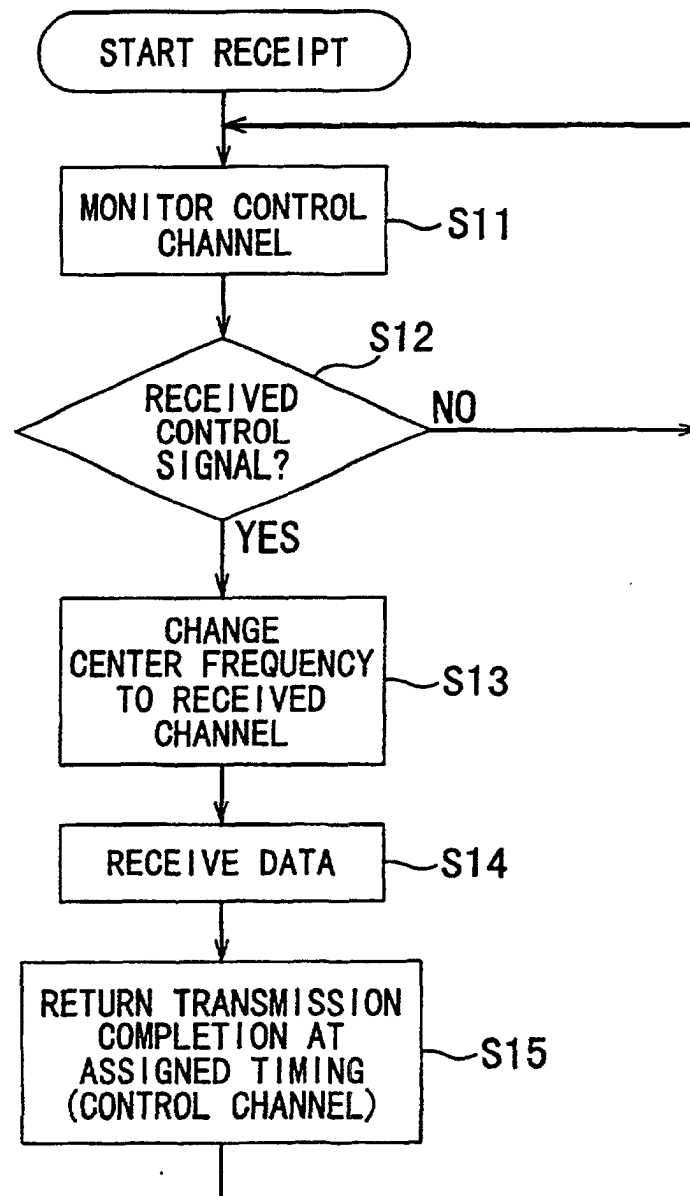 START RECEIPT
MONITOR CONTROL
CHANNEL
S11
S12
RECEIVED
CONTROL
SIGNAL?
NO
YES
CHANGE
CENTER FREQUENCY
TO RECEIVED
CHANNEL
S13
RECEIVE DATA
S14
RETURN TRANSMISSION
COMPLETION AT
ASSIGNED TIMING
(CONTROL CHANNEL)
S15